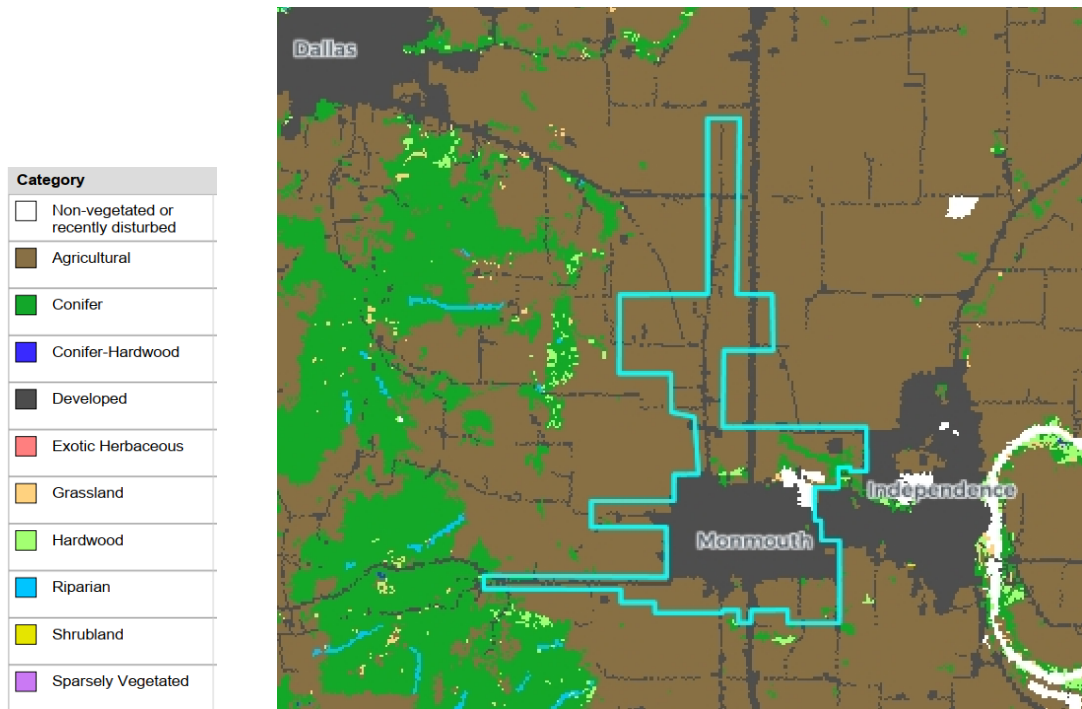 Category
Non-vegetated or
recently disturbed
Agricultural
Conifer
Conifer-Hardwood
Developed
Exotic Herbaceous
Grassland
Hardwood
Riparian
Shrubland
Sparsely Vegetated
Dallas
Independence
Monmouth